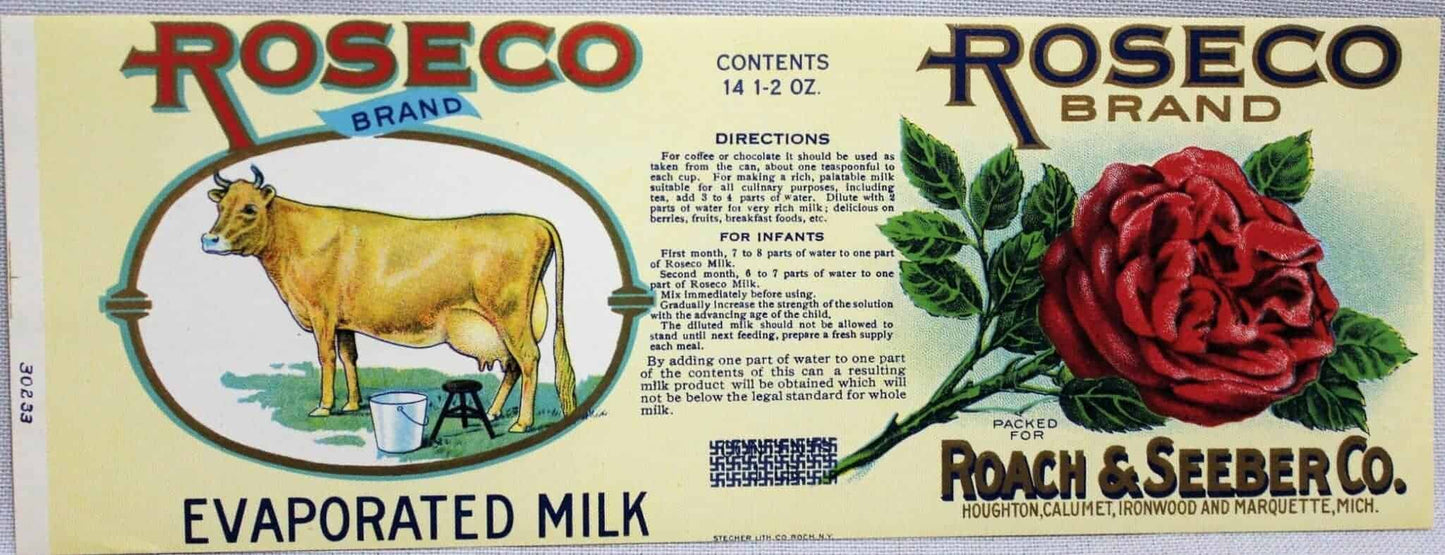 ROSECO
BRAND
EVAPORATED MILK
30233
CONTENTS
14 1-2 OZ.
DIRECTIONS
For coffee or chocolate it should be used as
taken from the can, about one teaspoonful to
each cup. For making a rich, palatable milk
suitable for all culinary purposes, including
tea, add 3 to 4 parts of water. Dilute with 2
parts of water for very rich milk; delicious on
berries, fruits, breakfast foods, etc.
FOR INFANTS
First month, 7 to 8 parts of water to one part
of Roseco Milk.
Second month, 6 to 7 parts of water to one
part of Roseco Milk.
Mix immediately before using.
Gradually increase the strength of the solution
with the advancing age of the child.
The diluted milk should not be allowed to
stand until next feeding, prepare a fresh supply
each meal.
By adding one part of water to one part
of the contents of this can a resulting
milk product will be obtained which will
not be below the legal standard for whole
milk.
STECHER LITH. CO. ROCH. N.Y.
ROSECO
BRAND
PACKED
FOR
ROACH & SEEBER CO.
HOUGHTON, CALUMET, IRONWOOD AND MARQUETTE, MICH.